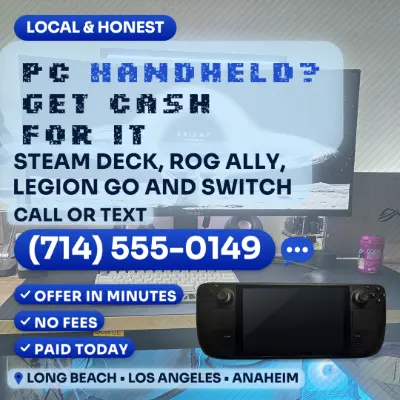 LOCAL & HONEST
PC HANDHELD?
GET CASH
FOR IT
STEAM DECK, ROG ALLY,
LEGION GO AND SWITCH
CALL OR TEXT
(714) 555-0149
✓ OFFER IN MINUTES
✓ NO FEES
✓ PAID TODAY
LONG BEACH • LOS ANGELES • ANAHEIM
FRIDAY